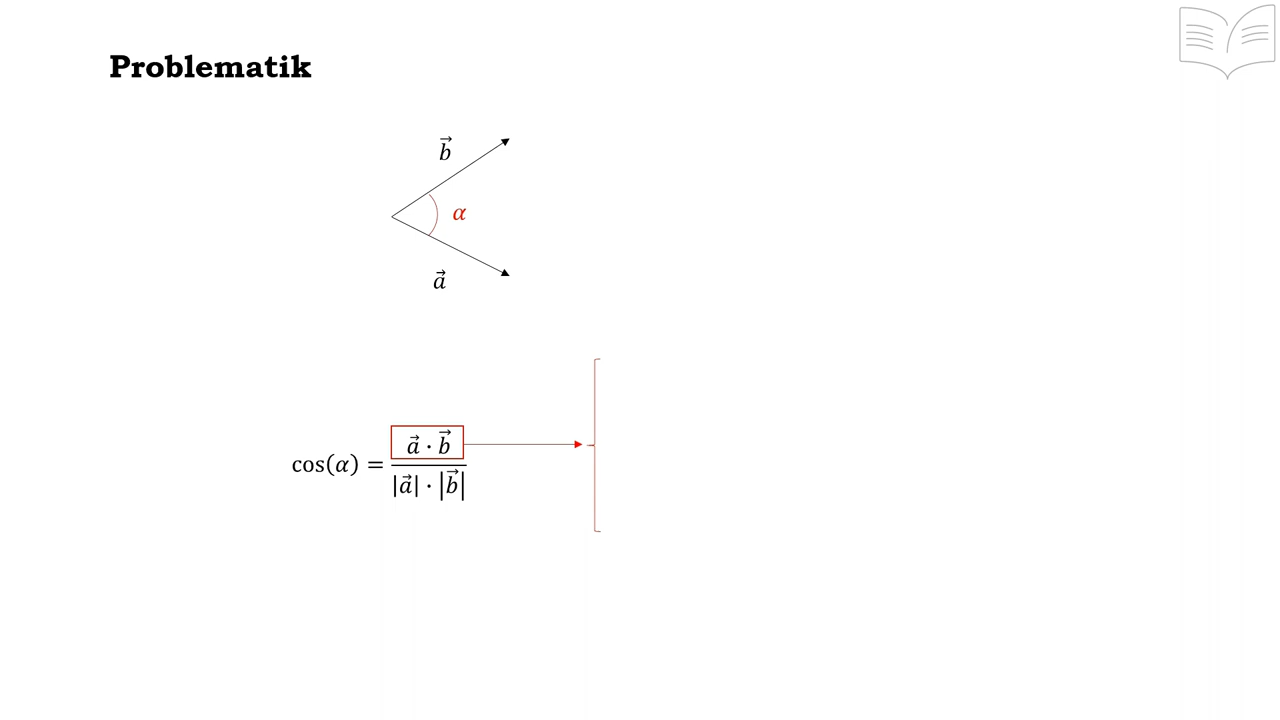 Problematik
b⃗
α
a⃗
cos(α) = a⃗ · b⃗ / |a⃗| · |b⃗|